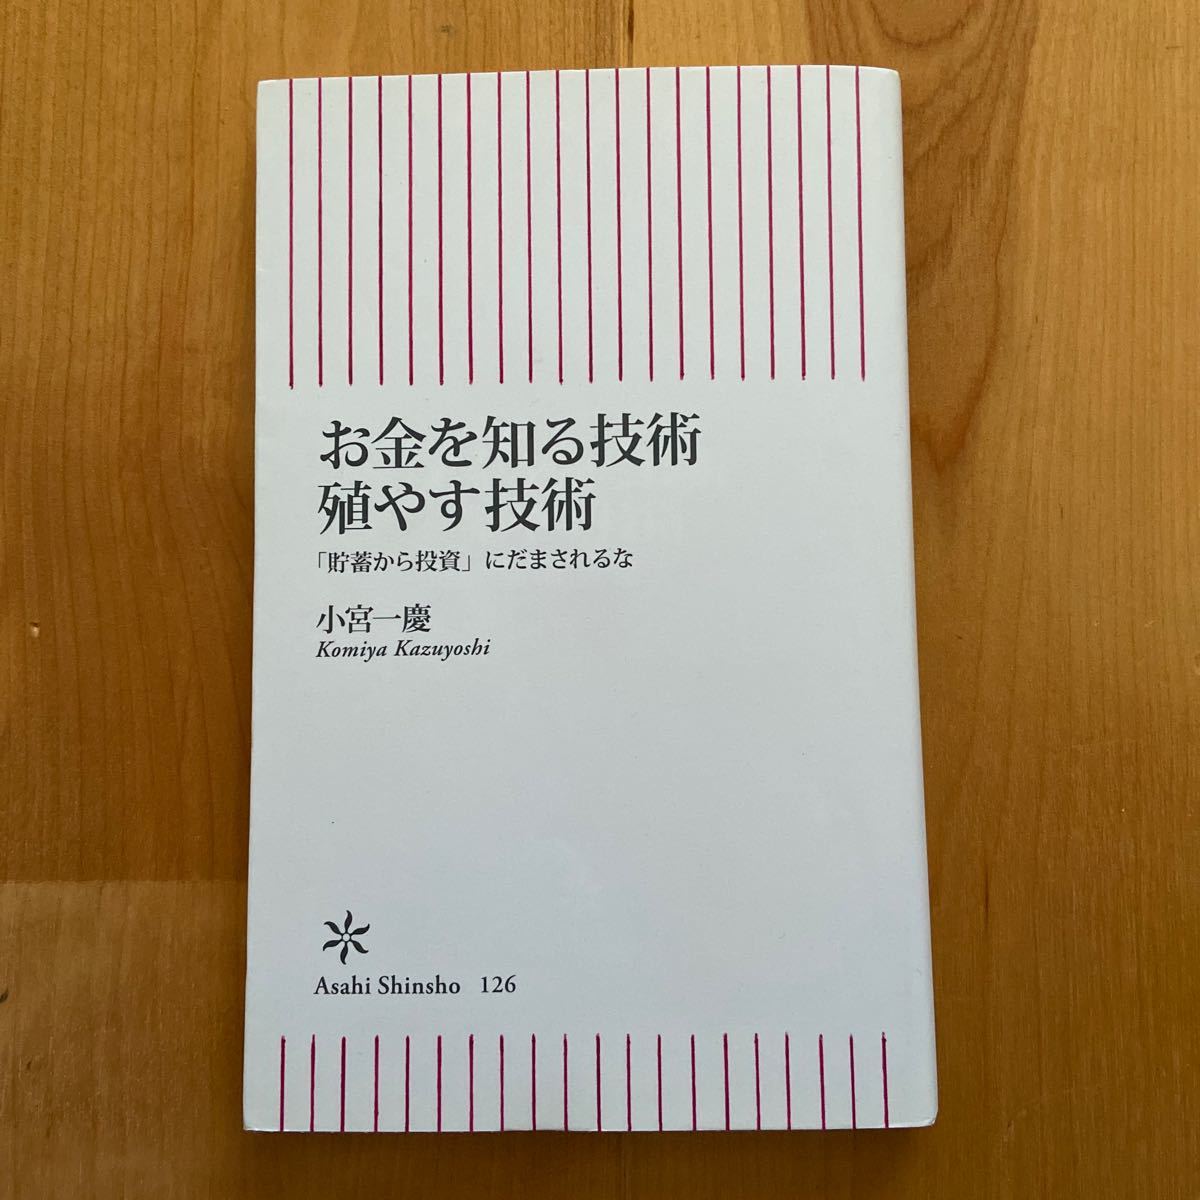 お金を知る技術
殖やす技術
「貯蓄から投資」にだまされるな
小宮一慶
Komiya Kazuyoshi
Asahi Shinsho 126